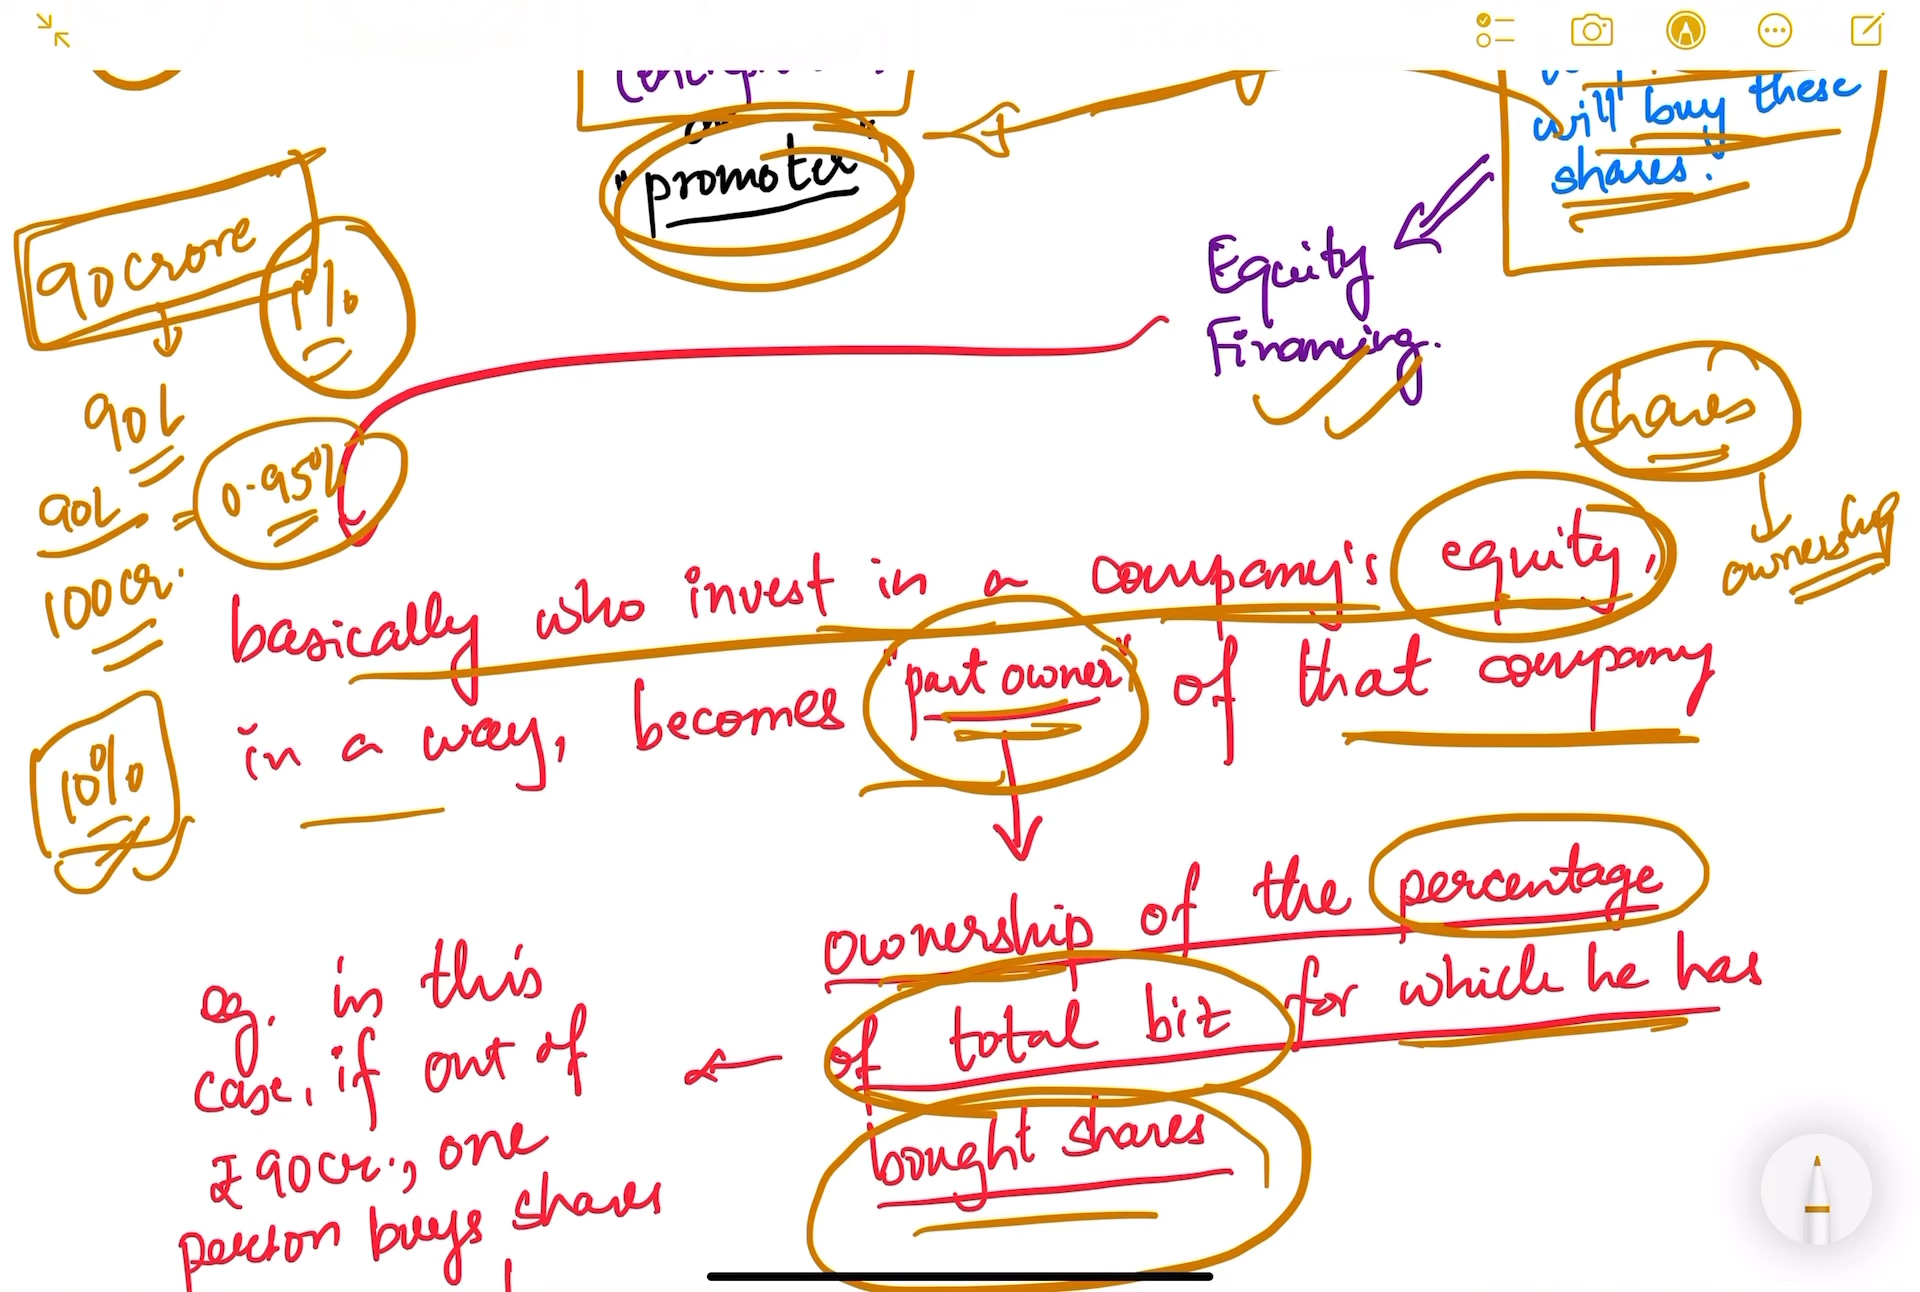 "promoter"
will buy these
shares.
90 crore
1%
Equity
Financing.
90L
0.95%
90L
100cr.
10%
shares
ownership
basically who invest in a company's equity,
in a way, becomes "part owner" of that company
ownership of the percentage
of total biz for which he has
bought shares
eg. in this
case, if out of
₹90cr., one
person buys shares